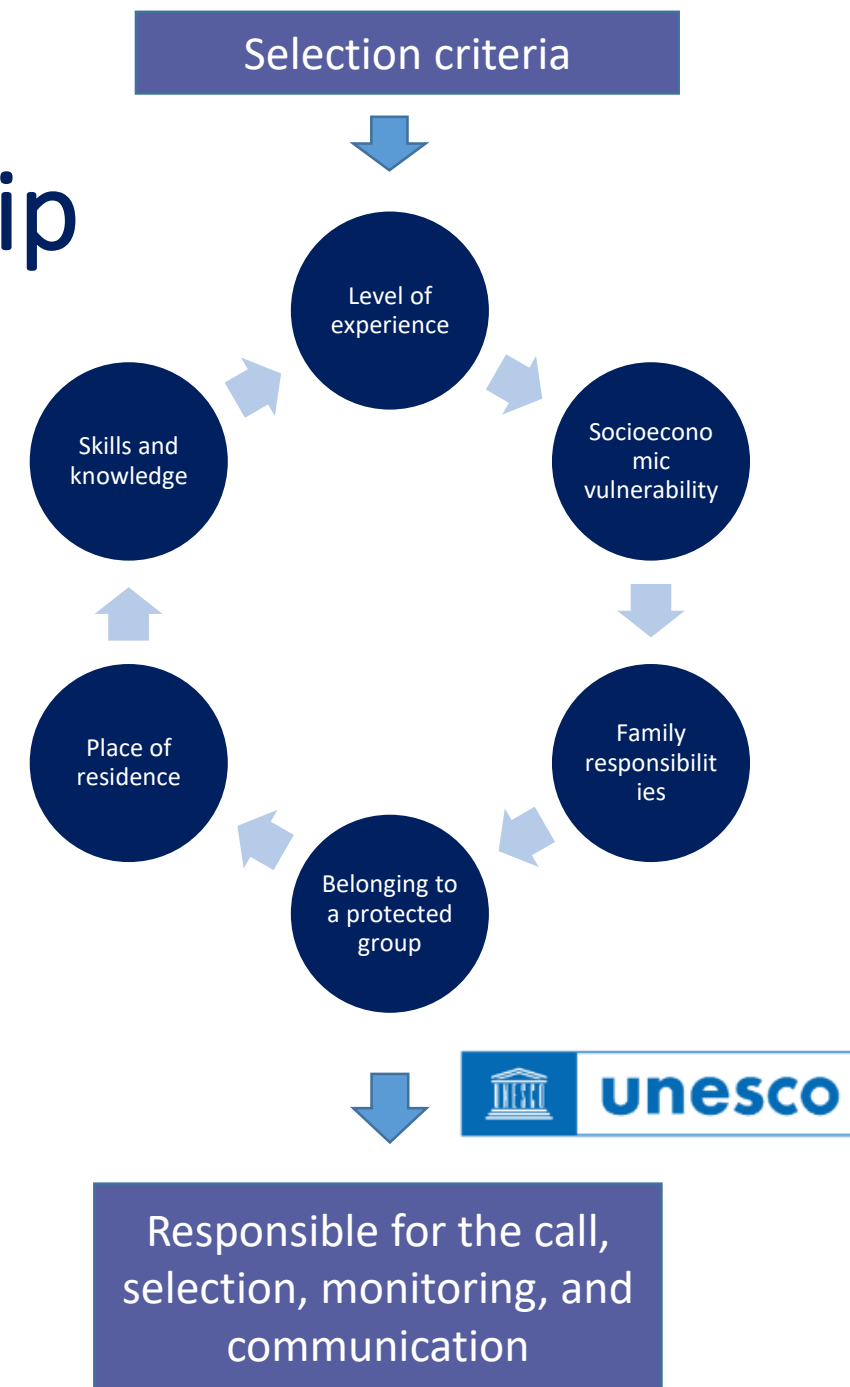 Selection criteria
ip
Level of
experience
Socioecono
mic
vulnerability
Family
responsibilit
ies
Belonging to
a protected
group
Place of
residence
Skills and
knowledge
unesco
Responsible for the call,
selection, monitoring, and
communication